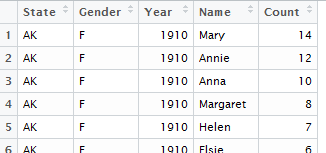 State Gender Year Name Count
1 AK F 1910 Mary 14
2 AK F 1910 Annie 12
3 AK F 1910 Anna 10
4 AK F 1910 Margaret 8
5 AK F 1910 Helen 7
6 AK F 1910 Elsie 6